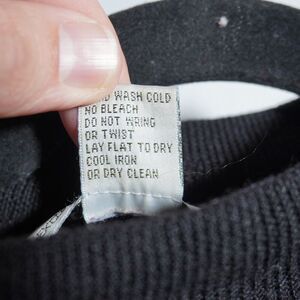 WASH COLD
NO BLEACH
DO NOT WRING
OR TWIST
LAY FLAT TO DRY
COOL IRON
OR DRY CLEAN